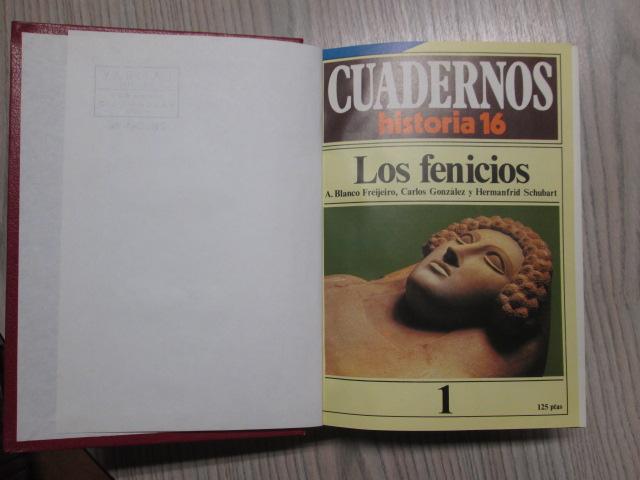 CUADERNOS
historia 16
Los fenicios
A. Blanco Freijeiro, Carlos González y Hermanfrid Schubart
1
125 ptas